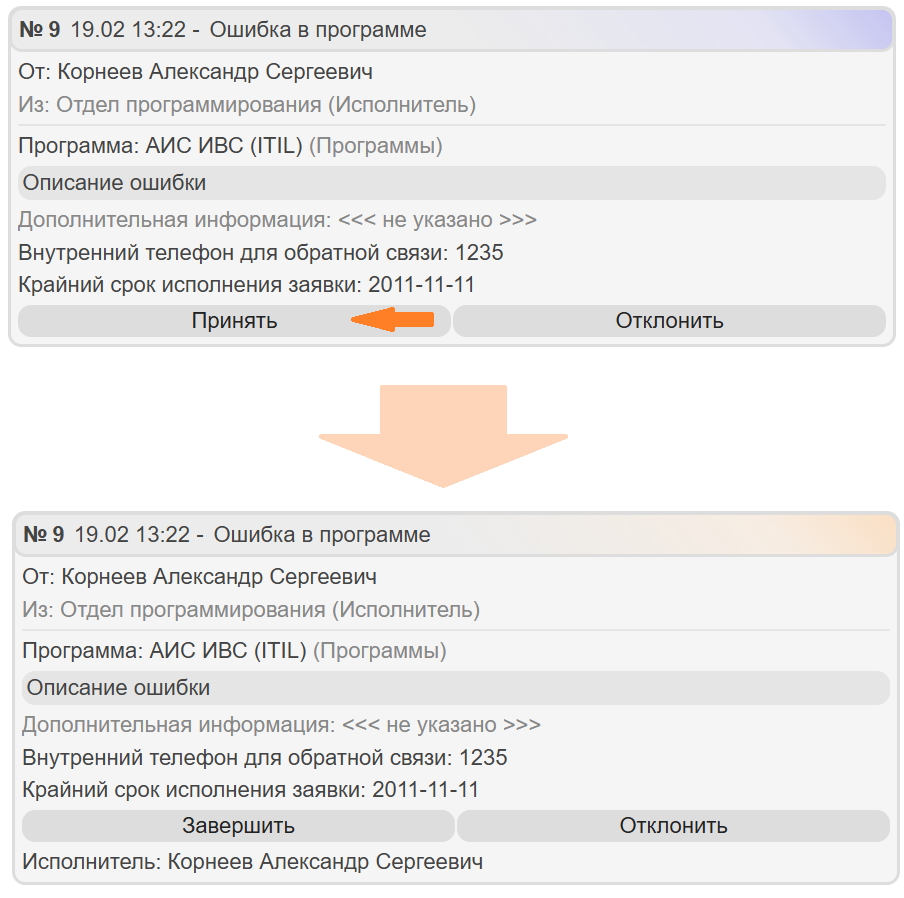 № 9 19.02 13:22 - Ошибка в программе
От: Корнеев Александр Сергеевич
Из: Отдел программирования (Исполнитель)
Программа: АИС ИВС (ITIL) (Программы)
Описание ошибки
Дополнительная информация: <<< не указано >>>
Внутренний телефон для обратной связи: 1235
Крайний срок исполнения заявки: 2011-11-11
Принять Отклонить
№ 9 19.02 13:22 - Ошибка в программе
От: Корнеев Александр Сергеевич
Из: Отдел программирования (Исполнитель)
Программа: АИС ИВС (ITIL) (Программы)
Описание ошибки
Дополнительная информация: <<< не указано >>>
Внутренний телефон для обратной связи: 1235
Крайний срок исполнения заявки: 2011-11-11
Завершить Отклонить
Исполнитель: Корнеев Александр Сергеевич